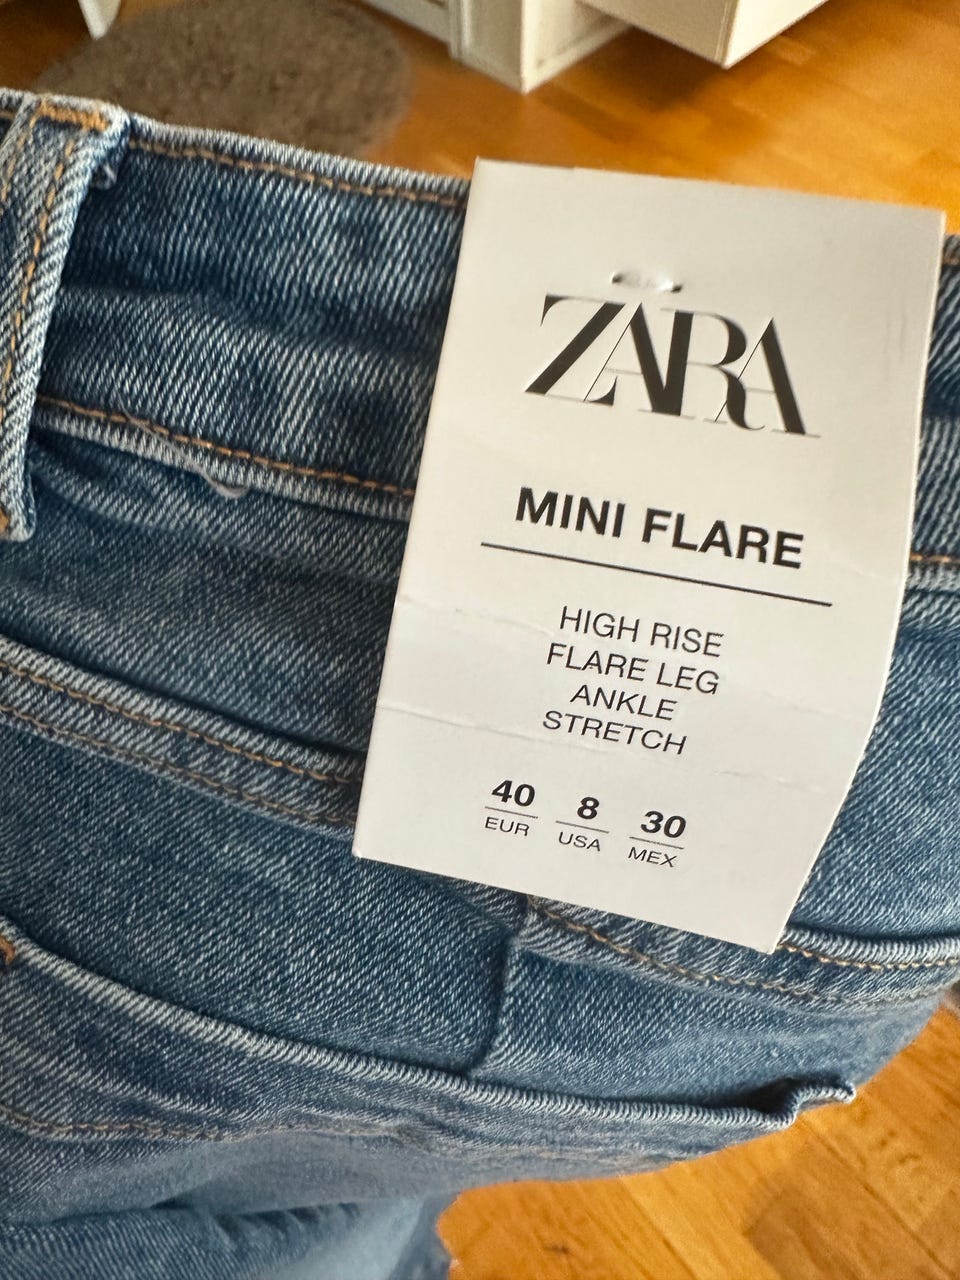 ZARA
MINI FLARE
HIGH RISE
FLARE LEG
ANKLE
STRETCH
40 8 30
EUR USA MEX